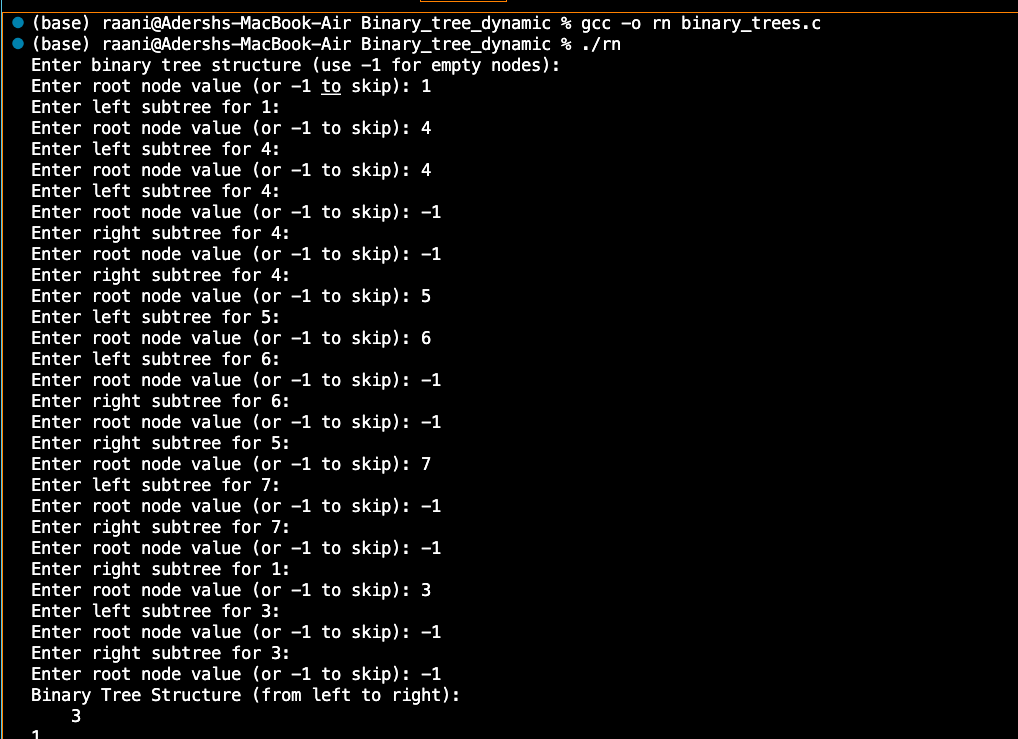 (base) raani@Adershs-MacBook-Air Binary_tree_dynamic % gcc -o rn binary_trees.c
(base) raani@Adershs-MacBook-Air Binary_tree_dynamic % ./rn
Enter binary tree structure (use -1 for empty nodes):
Enter root node value (or -1 to skip): 1
Enter left subtree for 1:
Enter root node value (or -1 to skip): 4
Enter left subtree for 4:
Enter root node value (or -1 to skip): 4
Enter left subtree for 4:
Enter root node value (or -1 to skip): -1
Enter right subtree for 4:
Enter root node value (or -1 to skip): -1
Enter right subtree for 4:
Enter root node value (or -1 to skip): 5
Enter left subtree for 5:
Enter root node value (or -1 to skip): 6
Enter left subtree for 6:
Enter root node value (or -1 to skip): -1
Enter right subtree for 6:
Enter root node value (or -1 to skip): -1
Enter right subtree for 5:
Enter root node value (or -1 to skip): 7
Enter left subtree for 7:
Enter root node value (or -1 to skip): -1
Enter right subtree for 7:
Enter root node value (or -1 to skip): -1
Enter right subtree for 1:
Enter root node value (or -1 to skip): 3
Enter left subtree for 3:
Enter root node value (or -1 to skip): -1
Enter right subtree for 3:
Enter root node value (or -1 to skip): -1
Binary Tree Structure (from left to right):
    3
1